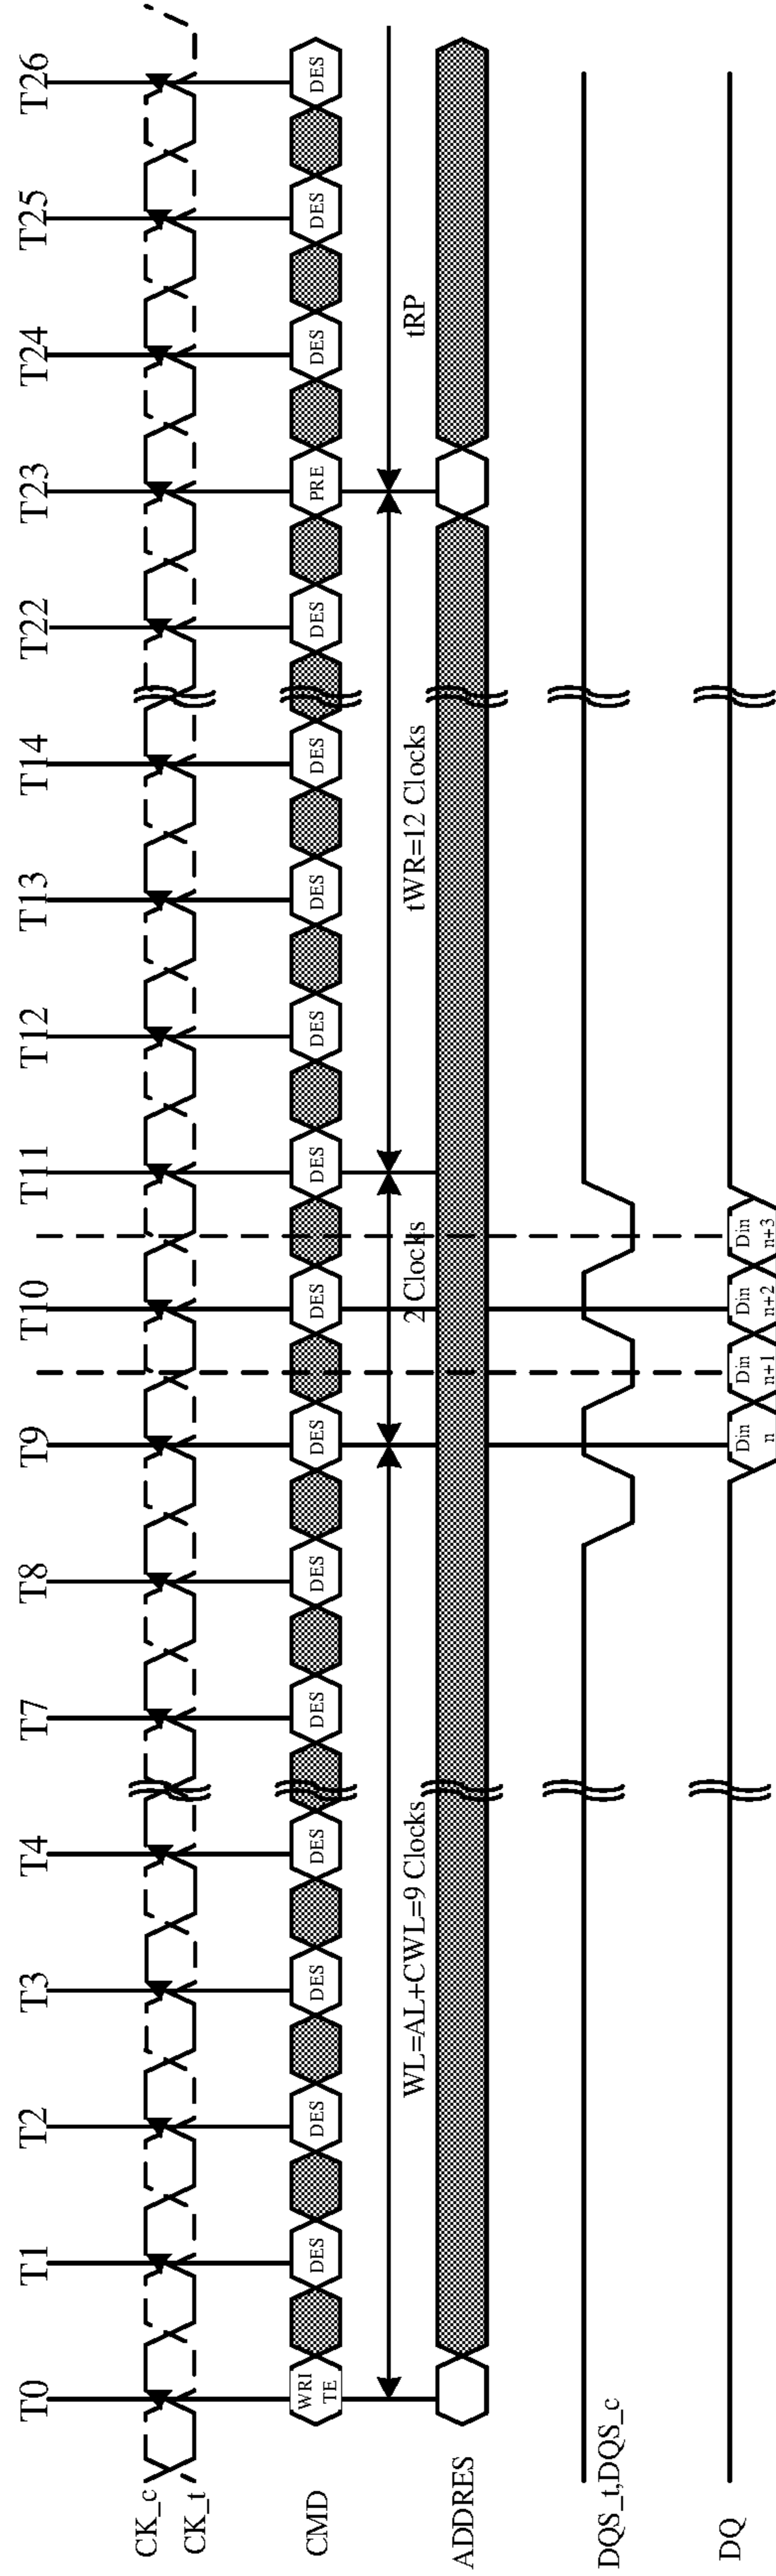 T0 T1 T2 T3 T4 T7 T8 T9 T10 T11 T12 T13 T14 T22 T23 T24 T25 T26
CK_c
CK_t
CMD
WRI
TE
DES DES DES DES DES DES DES DES DES DES DES DES DES PRE DES DES DES
WL=AL+CWL=9 Clocks
2 Clocks
tWR=12 Clocks
tRP
ADDRES
DQS_t,DQS_c
DQ
Din Din Din Din
n n+1 n+2 n+3